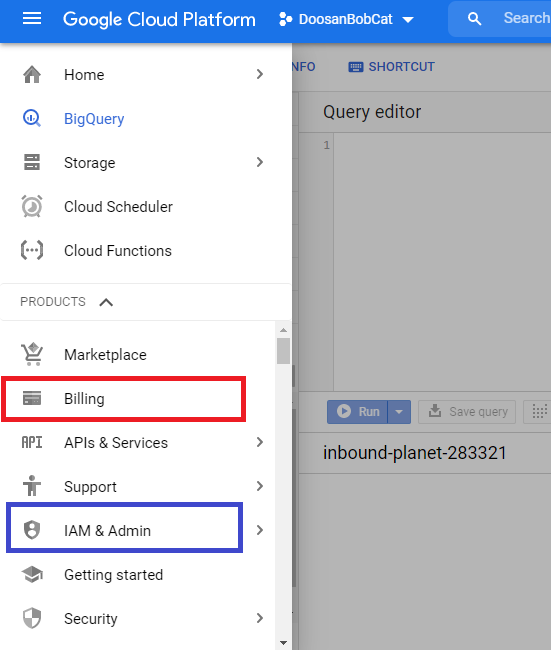 Google Cloud Platform DoosanBobCat Search
Home
BigQuery
Storage
Cloud Scheduler
Cloud Functions
PRODUCTS
Marketplace
Billing
API APIs & Services
Support
IAM & Admin
Getting started
Security
NFO SHORTCUT
Query editor
1
Run Save query
inbound-planet-283321